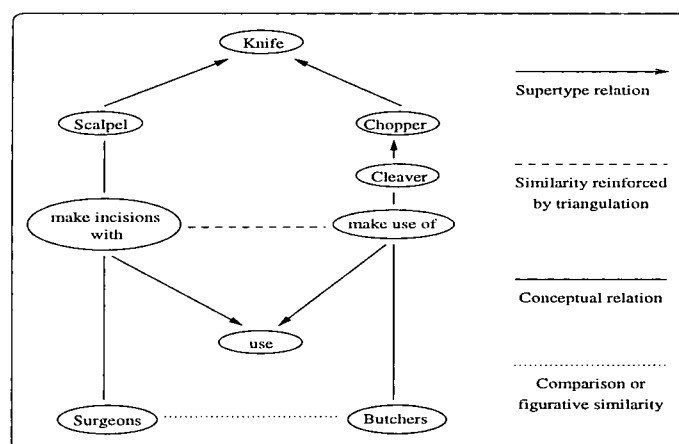 Knife
Supertype relation
Scalpel
Chopper
Cleaver
Similarity reinforced
by triangulation
make incisions
with
make use of
Conceptual relation
use
Comparison or
figurative similarity
Surgeons
Butchers